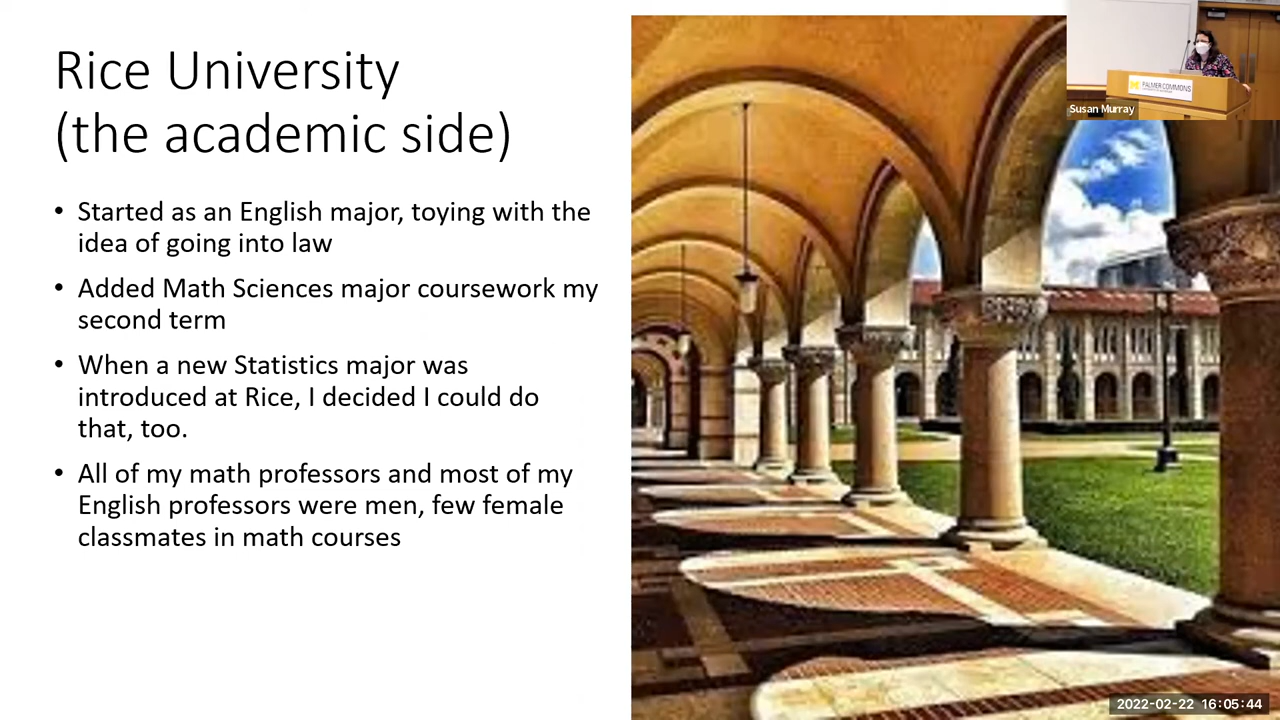 Rice University
(the academic side)
• Started as an English major, toying with the
idea of going into law
• Added Math Sciences major coursework my
second term
• When a new Statistics major was
introduced at Rice, I decided I could do
that, too.
• All of my math professors and most of my
English professors were men, few female
classmates in math courses
PALMER COMMONS
Susan Murray
2022-02-22 16:05:44